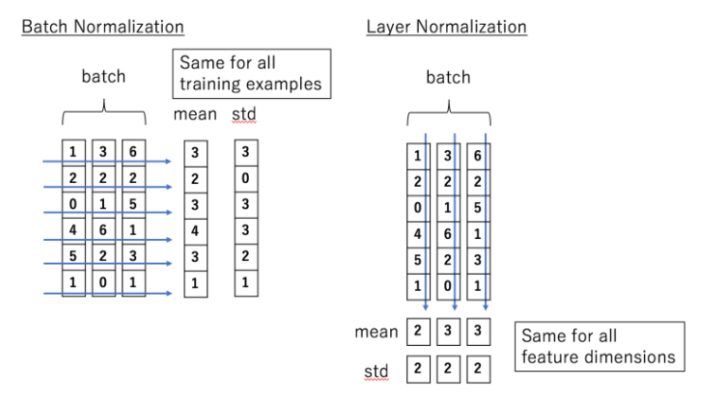 Batch Normalization
Same for all
training examples
batch
mean std
1 3 6 3 3
2 2 2 2 0
0 1 5 3 3
4 6 1 4 3
5 2 3 3 2
1 0 1 1 1
Layer Normalization
batch
1 3 6
2 2 2
0 1 5
4 6 1
5 2 3
1 0 1
mean 2 3 3
std 2 2 2
Same for all
feature dimensions